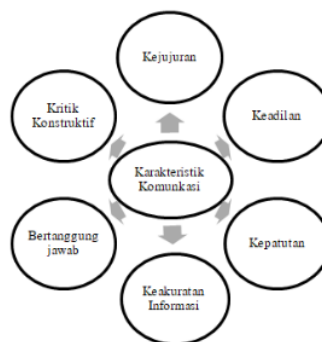 Kejujuran
Kritik
Konstruktif
Keadilan
Karakteristik
Komunkasi
Bertanggung
jawab
Kepatutan
Keakuratan
Informasi